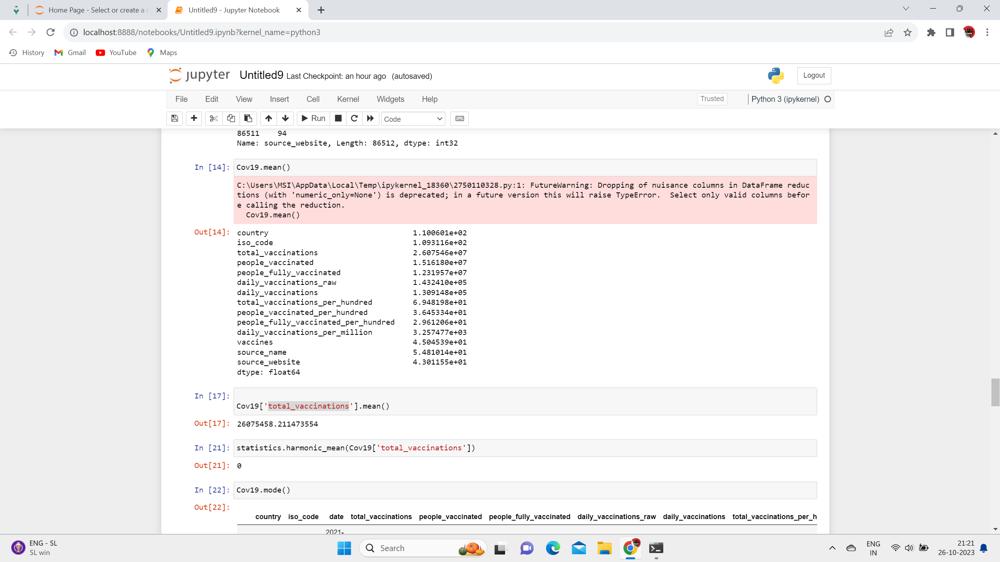 Home Page - Select or create a n
Untitled9 - Jupyter Notebook
localhost:8888/notebooks/Untitled9.ipynb?kernel_name=python3
History Gmail YouTube Maps
jupyter Untitled9 Last Checkpoint: an hour ago (autosaved)
Logout
File Edit View Insert Cell Kernel Widgets Help
Trusted
Python 3 (ipykernel)
Run
Code
86511 94
Name: source_website, Length: 86512, dtype: int32
In [14]: Cov19.mean()
C:\Users\MSI\AppData\Local\Temp\ipykernel_18360\2750110328.py:1: FutureWarning: Dropping of nuisance columns in DataFrame reduc
tions (with 'numeric_only=None') is deprecated; in a future version this will raise TypeError.  Select only valid columns befor
e calling the reduction.
Cov19.mean()
Out[14]: country 1.100601e+02
iso_code 1.093116e+02
total_vaccinations 2.607546e+07
people_vaccinated 1.516180e+07
people_fully_vaccinated 1.231957e+07
daily_vaccinations_raw 1.432410e+05
daily_vaccinations 1.309148e+05
total_vaccinations_per_hundred 6.948198e+01
people_vaccinated_per_hundred 3.645334e+01
people_fully_vaccinated_per_hundred 2.961206e+01
daily_vaccinations_per_million 3.257477e+03
vaccines 4.504539e+01
source_name 5.481014e+01
source_website 4.301155e+01
dtype: float64
In [17]:
Cov19['total_vaccinations'].mean()
Out[17]: 26075458.211473554
In [21]: statistics.harmonic_mean(Cov19['total_vaccinations'])
Out[21]: 0
In [22]: Cov19.mode()
Out[22]:
country iso_code date total_vaccinations people_vaccinated people_fully_vaccinated daily_vaccinations_raw daily_vaccinations total_vaccinations_per_h
2021-
ENG - SL
SL win
Search
ENG
IN
21:21
26-10-2023